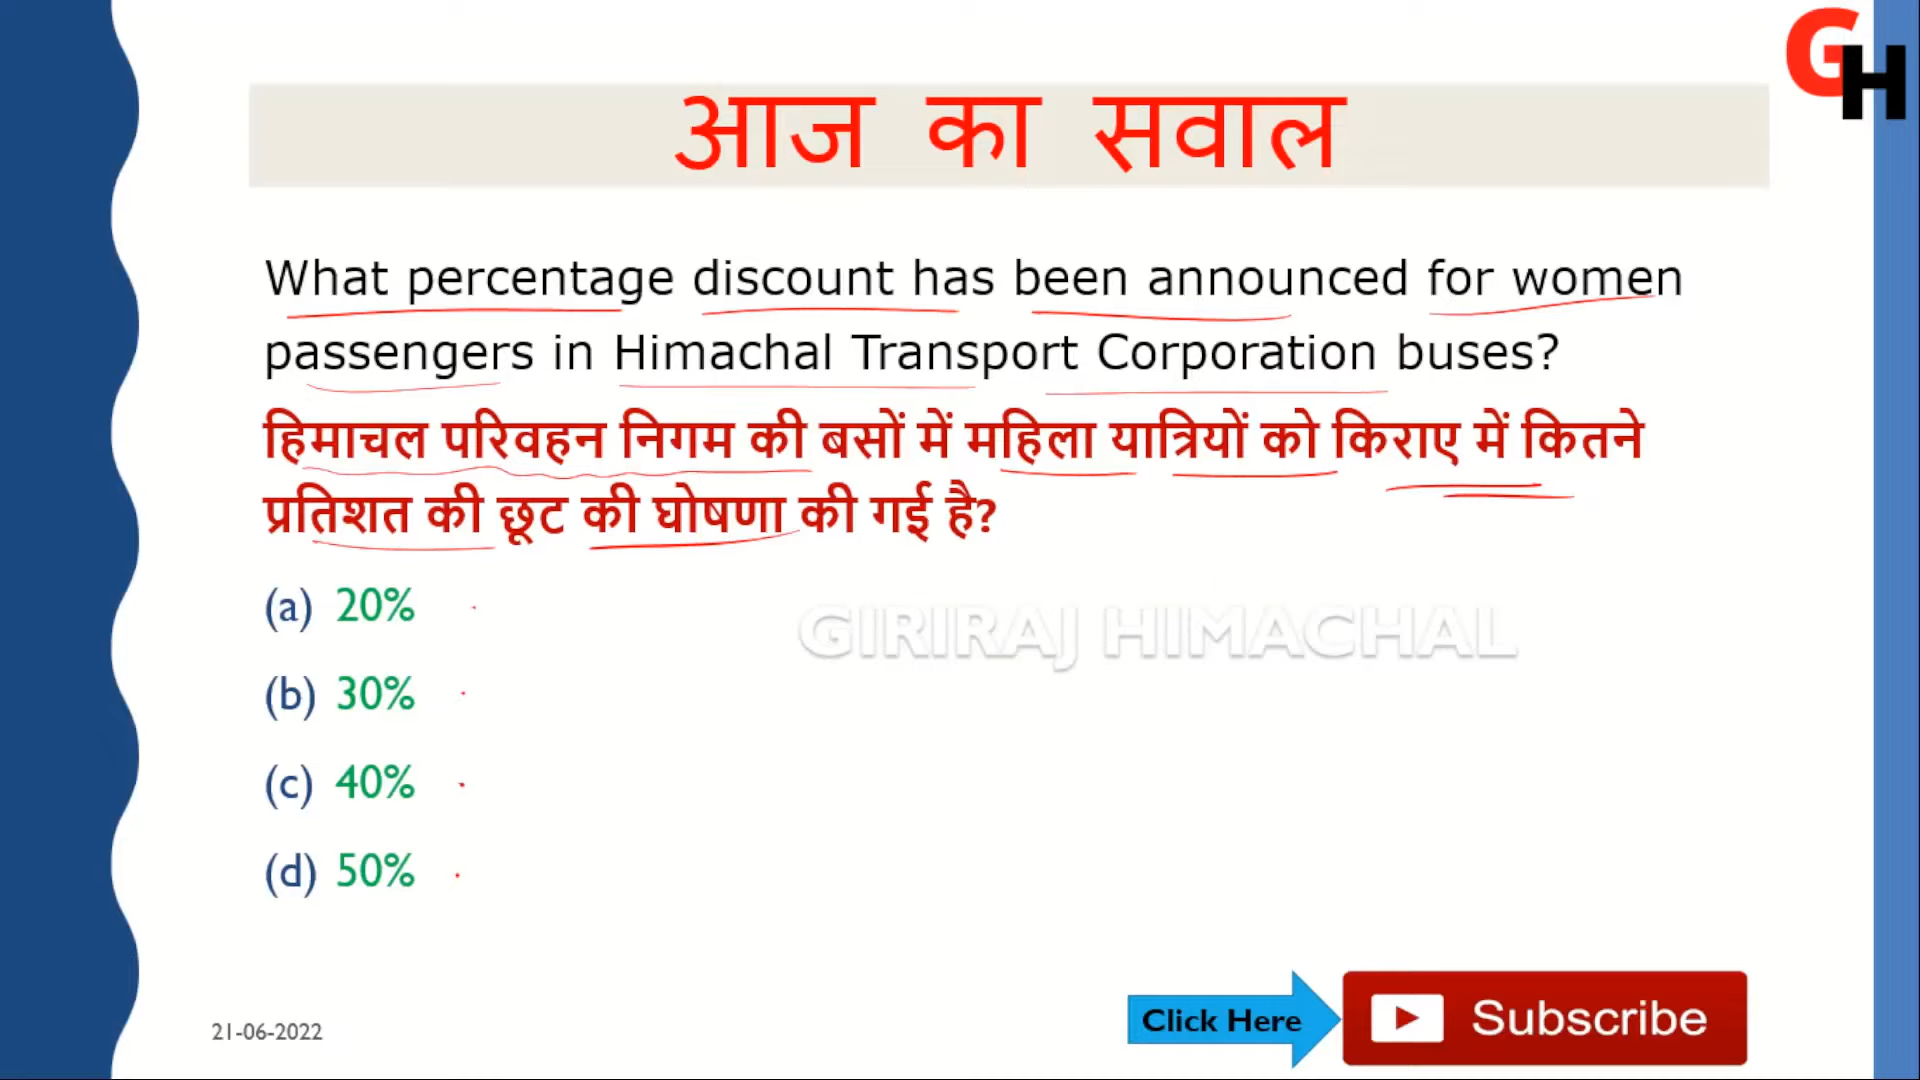 GH
आज का सवाल
What percentage discount has been announced for women
passengers in Himachal Transport Corporation buses?
हिमाचल परिवहन निगम की बसों में महिला यात्रियों को किराए में कितने
प्रतिशत की छूट की घोषणा की गई है?
(a) 20%
GIRIRAJ HIMACHAL
(b) 30%
(c) 40%
(d) 50%
21-06-2022
Click Here
Subscribe